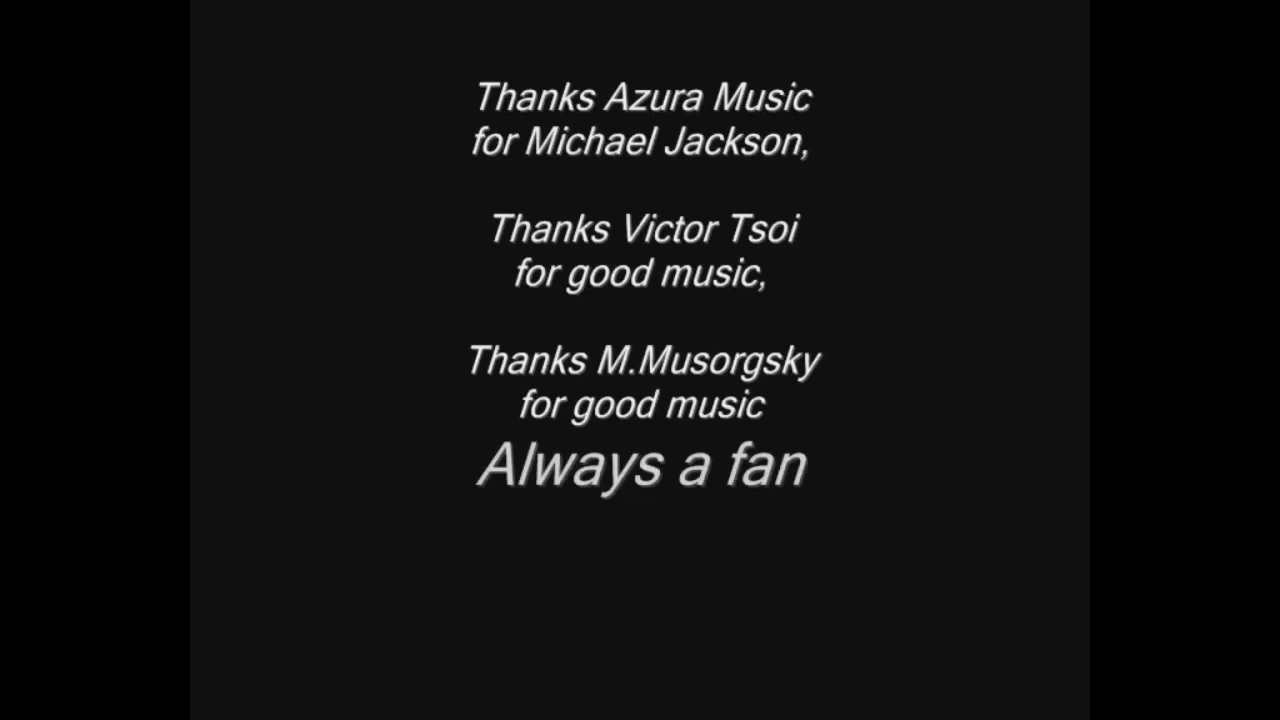 Thanks Azura Music
for Michael Jackson,
Thanks Victor Tsoi
for good music,
Thanks M.Musorgsky
for good music
Always a fan